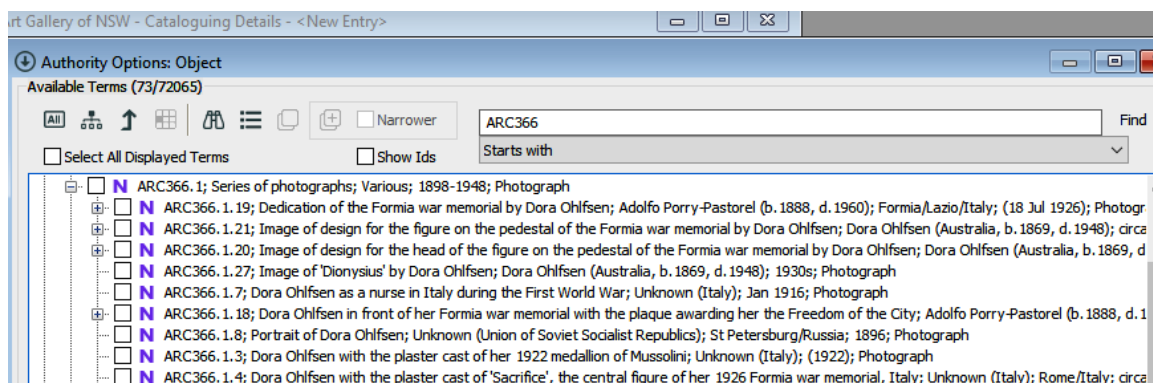 Art Gallery of NSW - Cataloguing Details - <New Entry>
Authority Options: Object
Available Terms (73/72065)
All Narrower ARC366 Find
Select All Displayed Terms Show Ids Starts with
N ARC366.1; Series of photographs; Various; 1898-1948; Photograph
N ARC366.1.19; Dedication of the Formia war memorial by Dora Ohlfsen; Adolfo Porry-Pastorel (b.1888, d.1960); Formia/Lazio/Italy; (18 Jul 1926); Photogr
N ARC366.1.21; Image of design for the figure on the pedestal of the Formia war memorial by Dora Ohlfsen; Dora Ohlfsen (Australia, b.1869, d.1948); circa
N ARC366.1.20; Image of design for the head of the figure on the pedestal of the Formia war memorial by Dora Ohlfsen; Dora Ohlfsen (Australia, b.1869, d
N ARC366.1.27; Image of 'Dionysius' by Dora Ohlfsen; Dora Ohlfsen (Australia, b.1869, d.1948); 1930s; Photograph
N ARC366.1.7; Dora Ohlfsen as a nurse in Italy during the First World War; Unknown (Italy); Jan 1916; Photograph
N ARC366.1.18; Dora Ohlfsen in front of her Formia war memorial with the plaque awarding her the Freedom of the City; Adolfo Porry-Pastorel (b.1888, d.1
N ARC366.1.8; Portrait of Dora Ohlfsen; Unknown (Union of Soviet Socialist Republics); St Petersburg/Russia; 1896; Photograph
N ARC366.1.3; Dora Ohlfsen with the plaster cast of her 1922 medallion of Mussolini; Unknown (Italy); (1922); Photograph
N ARC366.1.4; Dora Ohlfsen with the plaster cast of 'Sacrifice', the central figure of her 1926 Formia war memorial, Italy; Unknown (Italy); Rome/Italy; circa